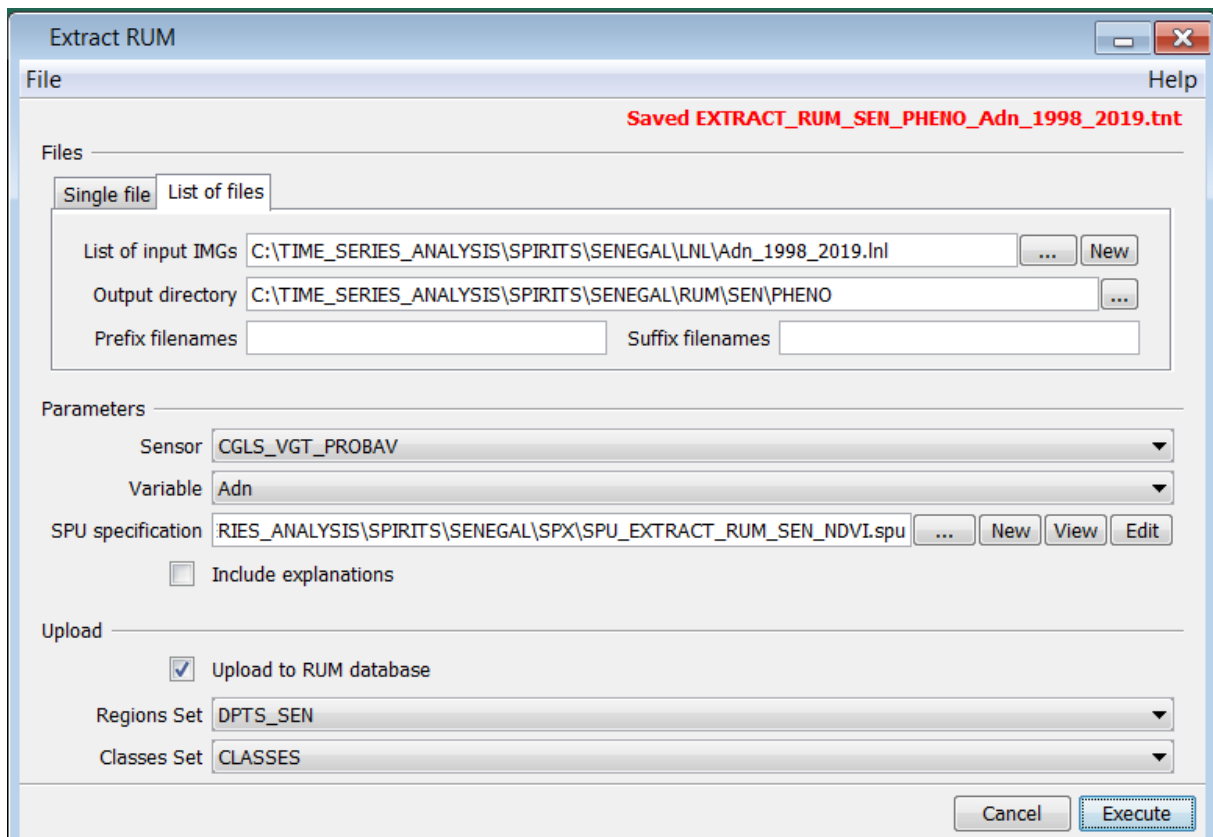 Extract RUM
File Help
Saved EXTRACT_RUM_SEN_PHENO_Adn_1998_2019.tnt
Files
Single file List of files
List of input IMGs C:\TIME_SERIES_ANALYSIS\SPIRITS\SENEGAL\LNL\Adn_1998_2019.lnl ... New
Output directory C:\TIME_SERIES_ANALYSIS\SPIRITS\SENEGAL\RUM\SEN\PHENO ...
Prefix filenames Suffix filenames
Parameters
Sensor CGLS_VGT_PROBAV
Variable Adn
SPU specification RIES_ANALYSIS\SPIRITS\SENEGAL\SPX\SPU_EXTRACT_RUM_SEN_NDVI.spu ... New View Edit
Include explanations
Upload
Upload to RUM database
Regions Set DPTS_SEN
Classes Set CLASSES
Cancel Execute